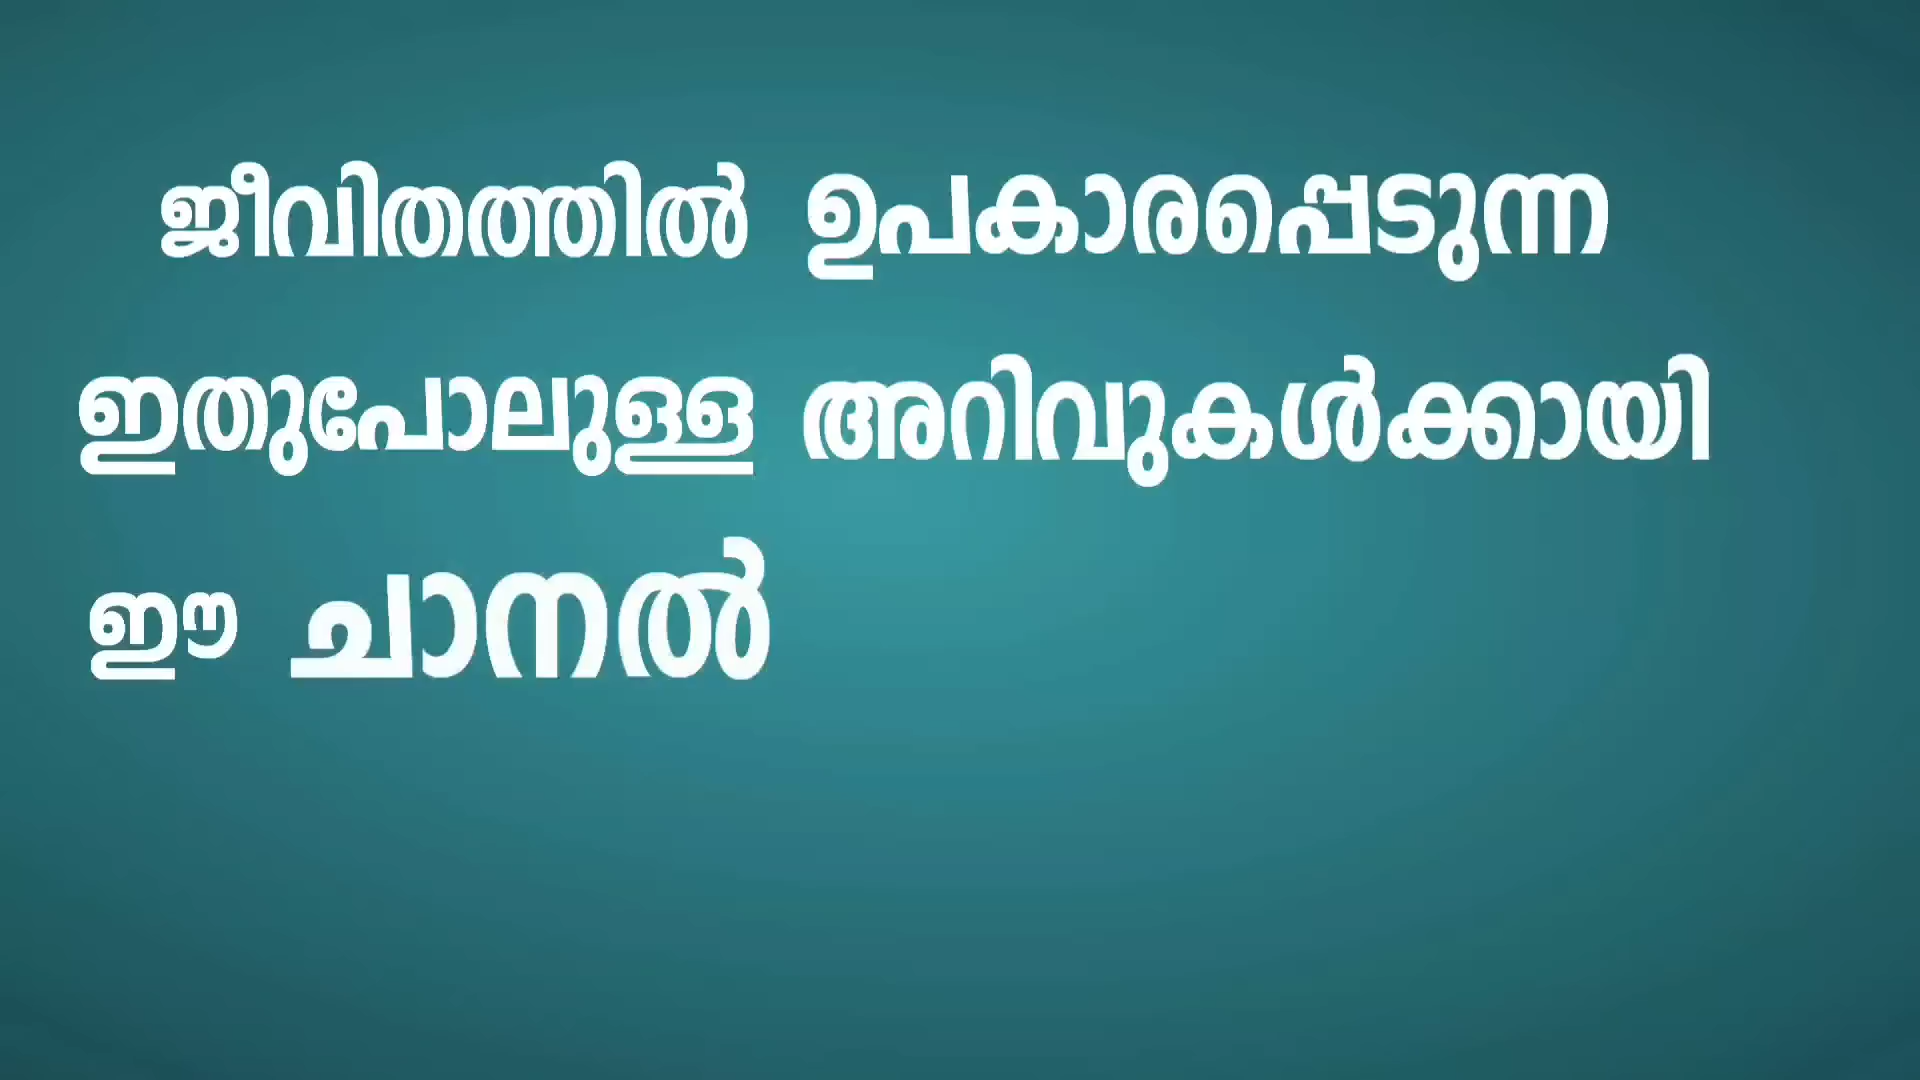 ജീവിതത്തിൽ ഉപകാരപ്പെടുന്ന
ഇതുപോലുള്ള അറിവുകൾക്കായി
ഈ ചാനൽ